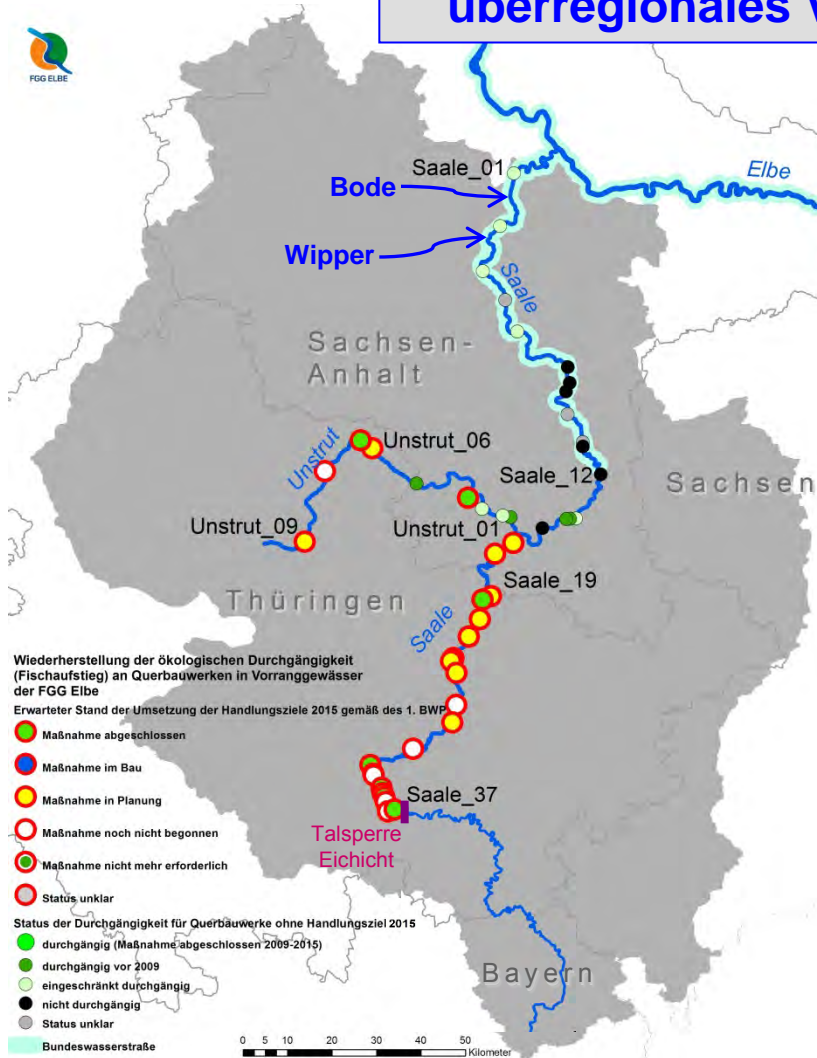 überregionales V
FGG ELBE
Saale_01
Elbe
Bode
Wipper
Saale
Sachsen-
Anhalt
Unstrut
Unstrut_06
Saale_12
Sachsen
Unstrut_09
Unstrut_01
Saale_19
Thüringen
Saale
Wiederherstellung der ökologischen Durchgängigkeit
(Fischaufstieg) an Querbauwerken in Vorranggewässer
der FGG Elbe
Erwarteter Stand der Umsetzung der Handlungsziele 2015 gemäß des 1. BWP
Maßnahme abgeschlossen
Maßnahme im Bau
Maßnahme in Planung
Maßnahme noch nicht begonnen
Maßnahme nicht mehr erforderlich
Status unklar
Saale_37
Talsperre
Eichicht
Status der Durchgängigkeit für Querbauwerke ohne Handlungsziel 2015
durchgängig (Maßnahme abgeschlossen 2009-2015)
durchgängig vor 2009
eingeschränkt durchgängig
nicht durchgängig
Status unklar
Bundeswasserstraße
Bayern
0 5 10 20 30 40 50
Kilometer